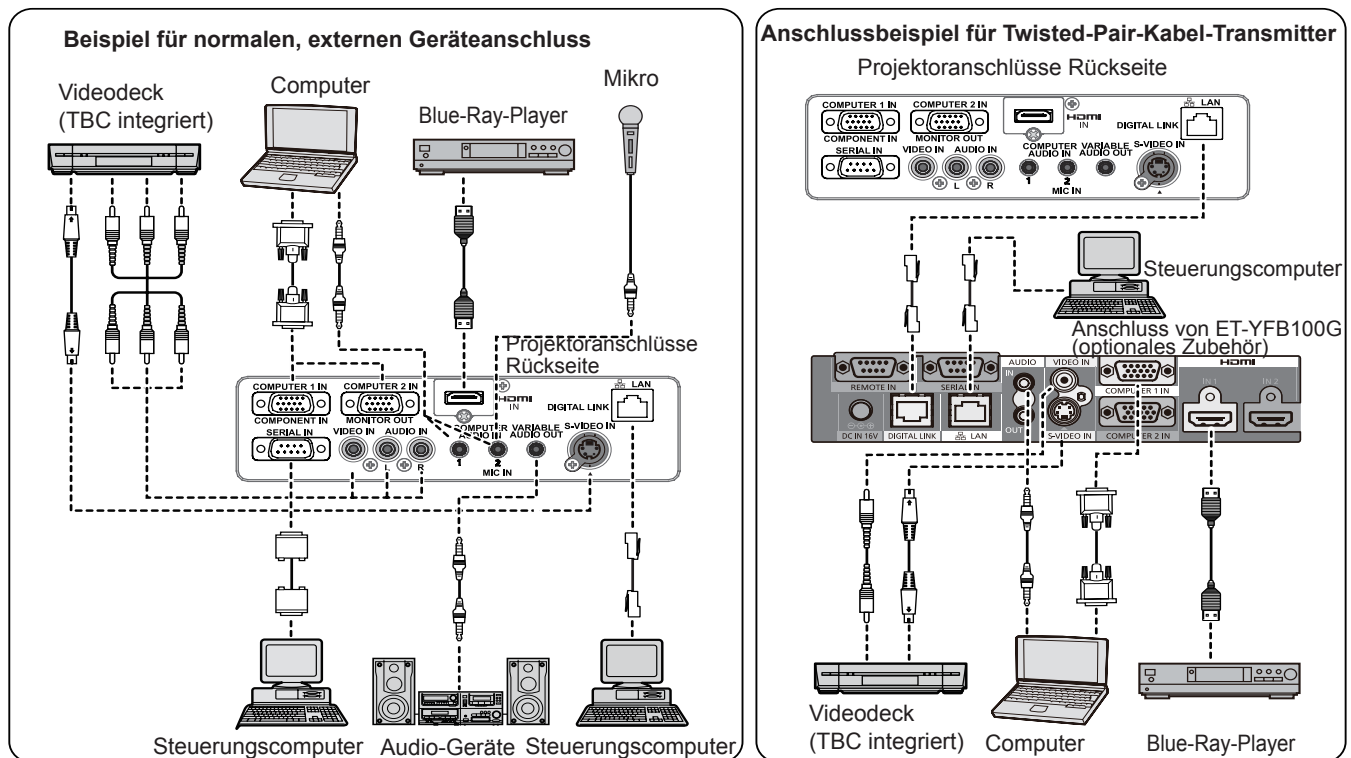 Beispiel für normalen, externen Geräteanschluss
Videodeck
(TBC integriert)
Computer
Blue-Ray-Player
Mikro
Projektoranschlüsse
Rückseite
COMPUTER 1 IN
COMPUTER 2 IN
HDMI
IN
LAN
DIGITAL LINK
COMPONENT IN
MONITOR OUT
SERIAL IN
VIDEO IN
AUDIO IN
COMPUTER
AUDIO IN
VARIABLE
AUDIO OUT
S-VIDEO IN
L
R
1
2
MIC IN
Steuerungscomputer
Audio-Geräte
Steuerungscomputer
Anschlussbeispiel für Twisted-Pair-Kabel-Transmitter
Projektoranschlüsse Rückseite
COMPUTER 1 IN
COMPUTER 2 IN
HDMI
IN
LAN
DIGITAL LINK
COMPONENT IN
MONITOR OUT
SERIAL IN
VIDEO IN
AUDIO IN
COMPUTER
AUDIO IN
VARIABLE
AUDIO OUT
S-VIDEO IN
L
R
1
2
MIC IN
Steuerungscomputer
Anschluss von ET-YFB100G
(optionales Zubehör)
REMOTE IN
SERIAL IN
AUDIO
IN
OUT
VIDEO IN
S-VIDEO IN
COMPUTER 1 IN
COMPUTER 2 IN
HDMI
IN 1
IN 2
DC IN 16V
DIGITAL LINK
LAN
Videodeck
(TBC integriert)
Computer
Blue-Ray-Player